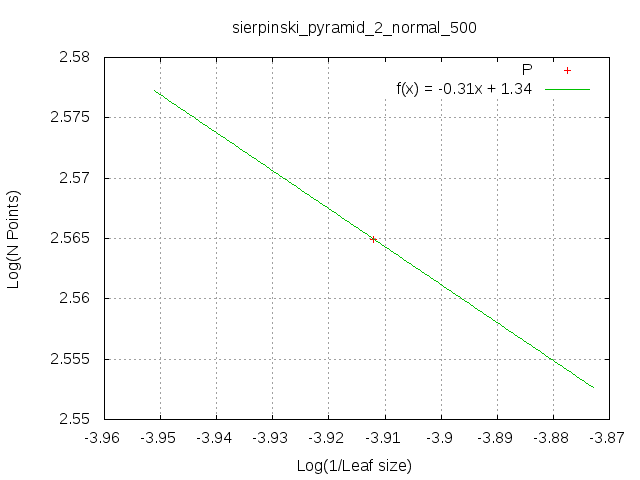 sierpinski_pyramid_2_normal_500
P
f(x) = -0.31x + 1.34
2.58
2.575
2.57
2.565
2.56
2.555
2.55
Log(N Points)
-3.96 -3.95 -3.94 -3.93 -3.92 -3.91 -3.9 -3.89 -3.88 -3.87
Log(1/Leaf size)